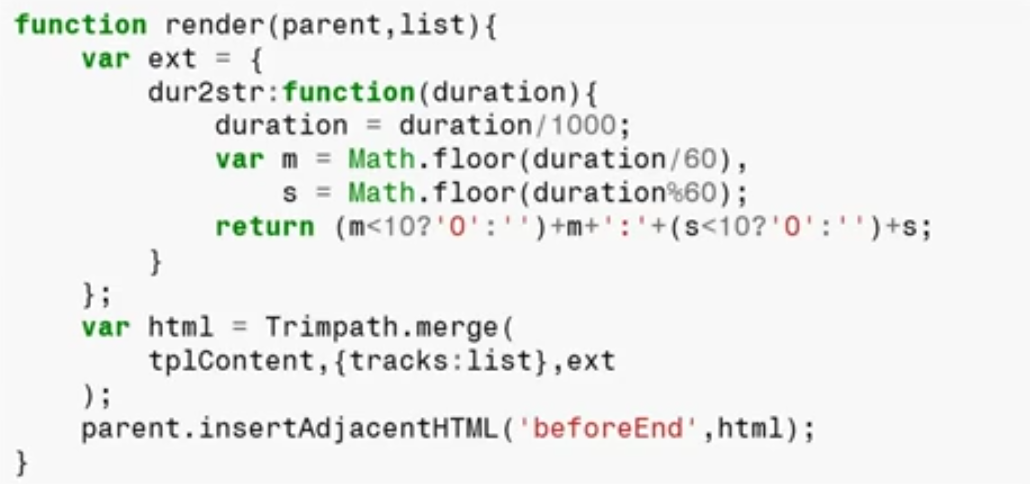 function render(parent,list){
    var ext = {
        dur2str:function(duration){
            duration = duration/1000;
            var m = Math.floor(duration/60),
                s = Math.floor(duration%60);
            return (m<10?'0':'')+m+':'+(s<10?'0':'')+s;
        }
    };
    var html = Trimpath.merge(
        tplContent,{tracks:list},ext
    );
    parent.insertAdjacentHTML('beforeEnd',html);
}